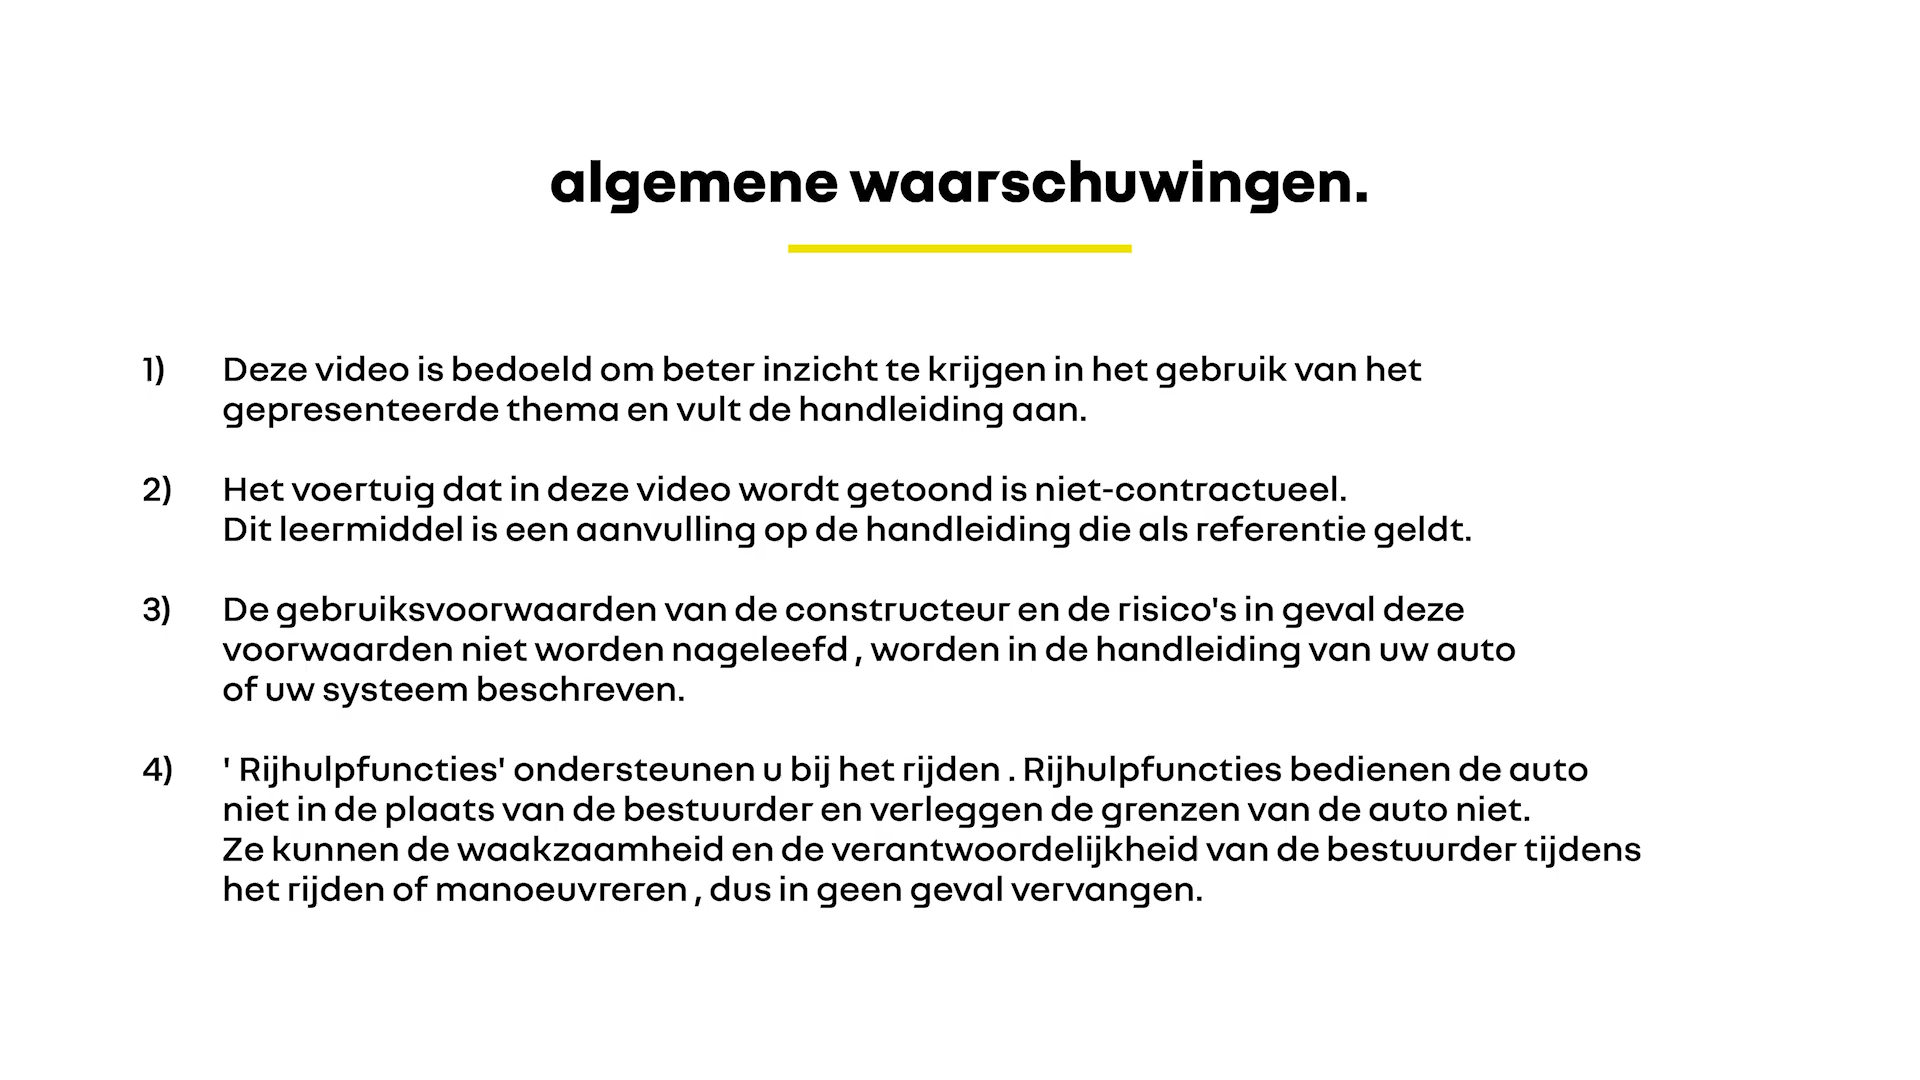 algemene waarschuwingen.
1) Deze video is bedoeld om beter inzicht te krijgen in het gebruik van het
gepresenteerde thema en vult de handleiding aan.
2) Het voertuig dat in deze video wordt getoond is niet-contractueel.
Dit leermiddel is een aanvulling op de handleiding die als referentie geldt.
3) De gebruiksvoorwaarden van de constructeur en de risico's in geval deze
voorwaarden niet worden nageleefd , worden in de handleiding van uw auto
of uw systeem beschreven.
4) ' Rijhulpfuncties' ondersteunen u bij het rijden . Rijhulpfuncties bedienen de auto
niet in de plaats van de bestuurder en verleggen de grenzen van de auto niet.
Ze kunnen de waakzaamheid en de verantwoordelijkheid van de bestuurder tijdens
het rijden of manoeuvreren , dus in geen geval vervangen.